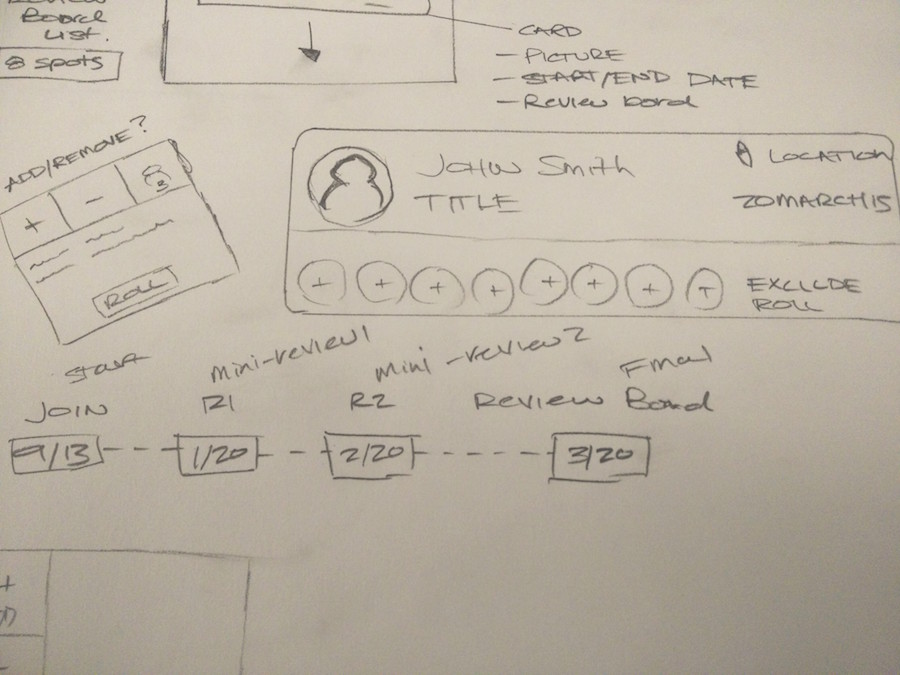 Review
Board
List.
8 spots
- CARD
- PICTURE
- START/END DATE
- Review board
ADD/REMOVE?
+ -
ROLL
John Smith
TITLE
LOCATION
20MARCH15
+ + + + + + + +
EXCLUDE
ROLL
start mini-review1 mini-review2 Final
JOIN R1 R2 Review Board
9/13 1/20 2/20 3/20
+